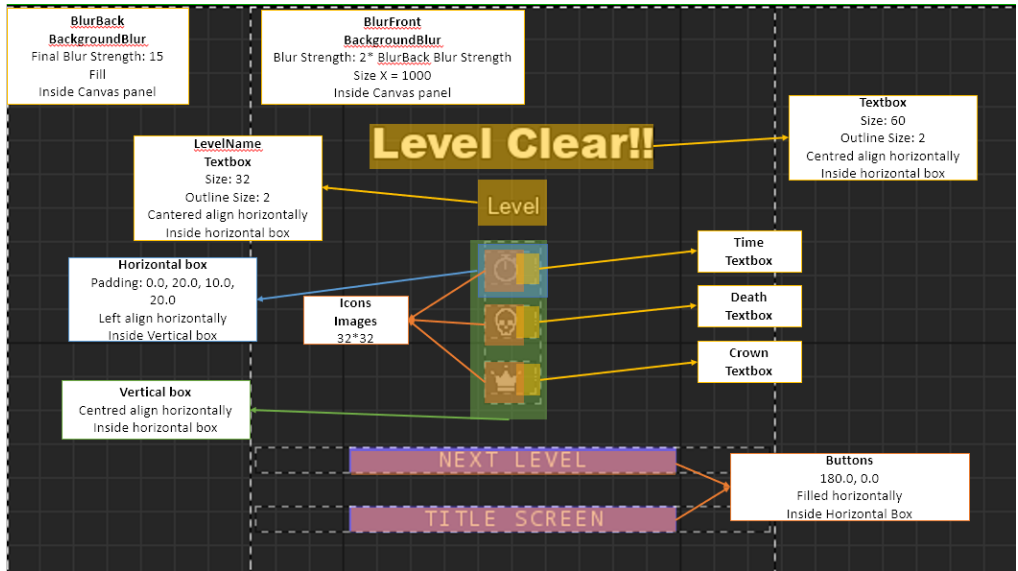 BlurBack
BackgroundBlur
Final Blur Strength: 15
Fill
Inside Canvas panel
BlurFront
BackgroundBlur
Blur Strength: 2* BlurBack Blur Strength
Size X = 1000
Inside Canvas panel
Textbox
Size: 60
Outline Size: 2
Centred align horizontally
Inside horizontal box
Level Clear!!
LevelName
Textbox
Size: 32
Outline Size: 2
Cantered align horizontally
Inside horizontal box
Level
Time
Textbox
Horizontal box
Padding: 0.0, 20.0, 10.0,
20.0
Left align horizontally
Inside Vertical box
Icons
Images
32*32
Death
Textbox
Crown
Textbox
Vertical box
Centred align horizontally
Inside horizontal box
NEXT LEVEL
TITLE SCREEN
Buttons
180.0, 0.0
Filled horizontally
Inside Horizontal Box